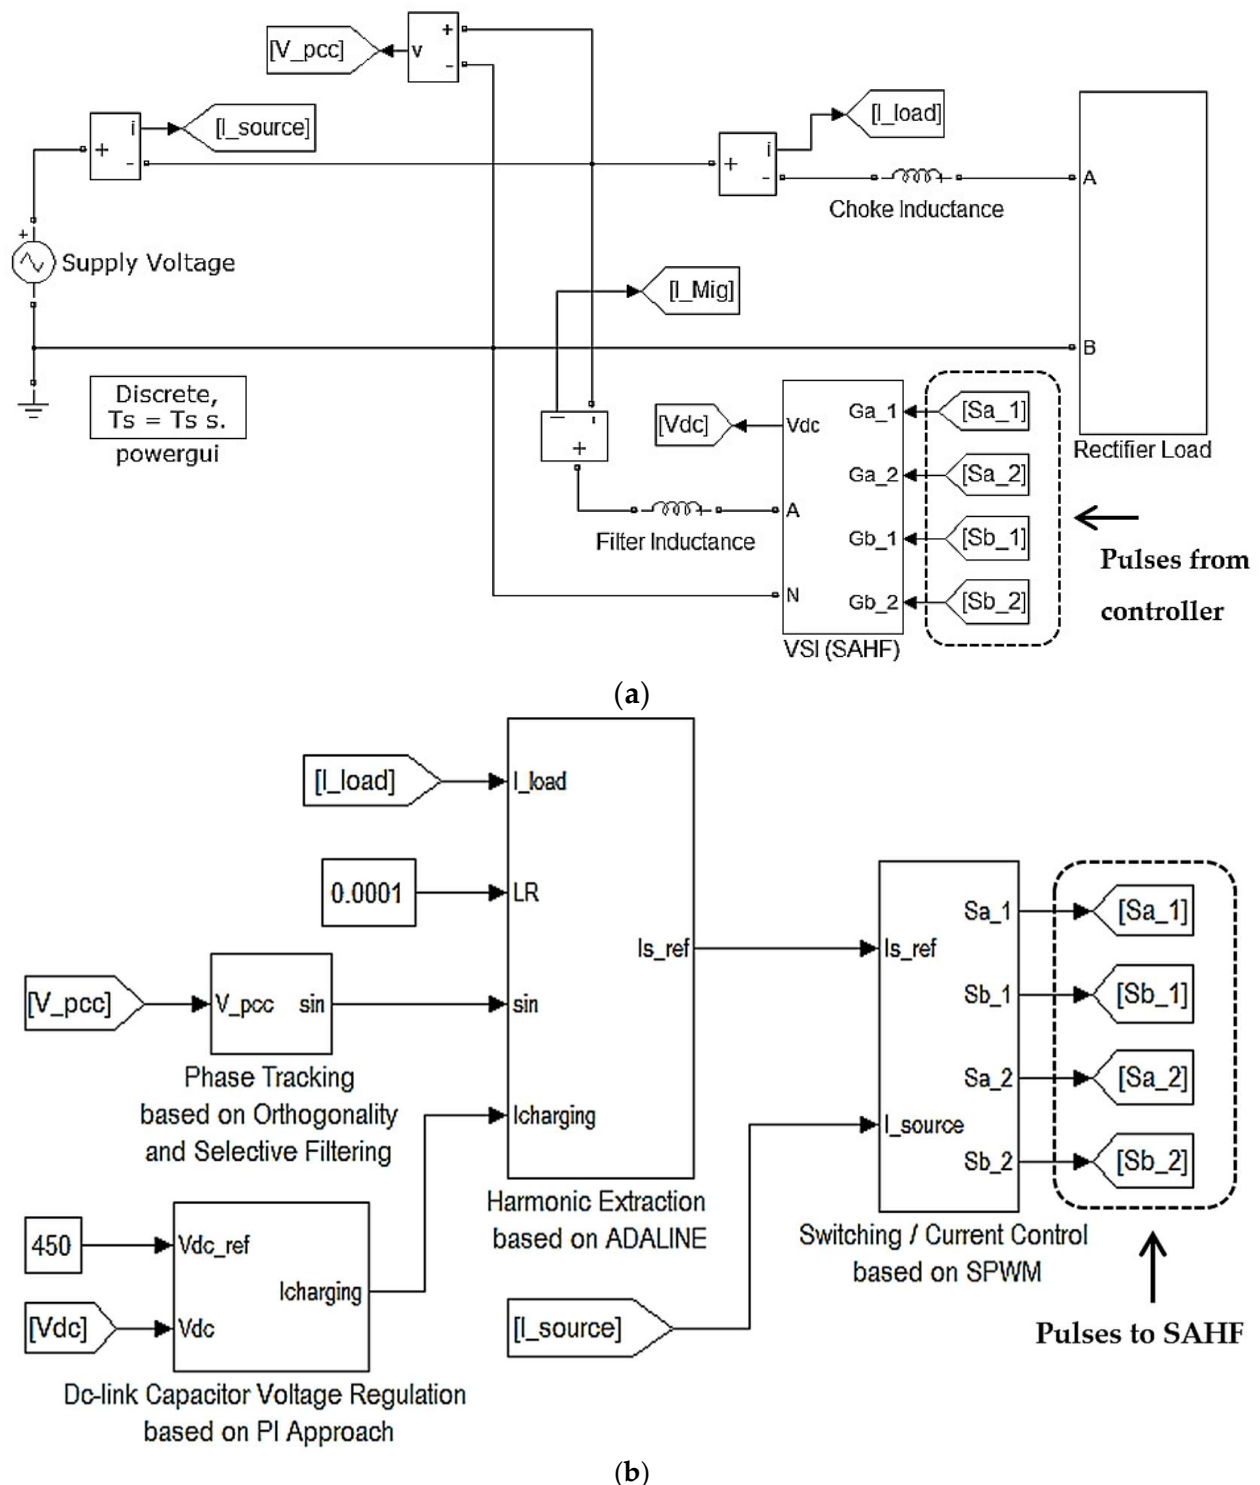 [V_pcc]
v
+
-
[I_source]
i
+
-
[I_load]
i
+
-
A
Choke Inductance
+
Supply Voltage
[I_Mig]
B
Discrete,
Ts = Ts s.
powergui
i
-
+
[Vdc]
Vdc
Ga_1
[Sa_1]
Rectifier Load
Ga_2
[Sa_2]
A
Filter Inductance
Gb_1
[Sb_1]
Pulses from
controller
N
Gb_2
[Sb_2]
VSI (SAHF)
(a)
[I_load]
I_load
0.0001
LR
Is_ref
[V_pcc]
V_pcc
sin
sin
Phase Tracking
based on Orthogonality
and Selective Filtering
Icharging
Harmonic Extraction
based on ADALINE
Is_ref
I_source
Sa_1
[Sa_1]
Sb_1
[Sb_1]
Sa_2
[Sa_2]
Sb_2
[Sb_2]
Switching / Current Control
based on SPWM
Pulses to SAHF
450
Vdc_ref
Icharging
[Vdc]
Vdc
[I_source]
Dc-link Capacitor Voltage Regulation
based on PI Approach
(b)